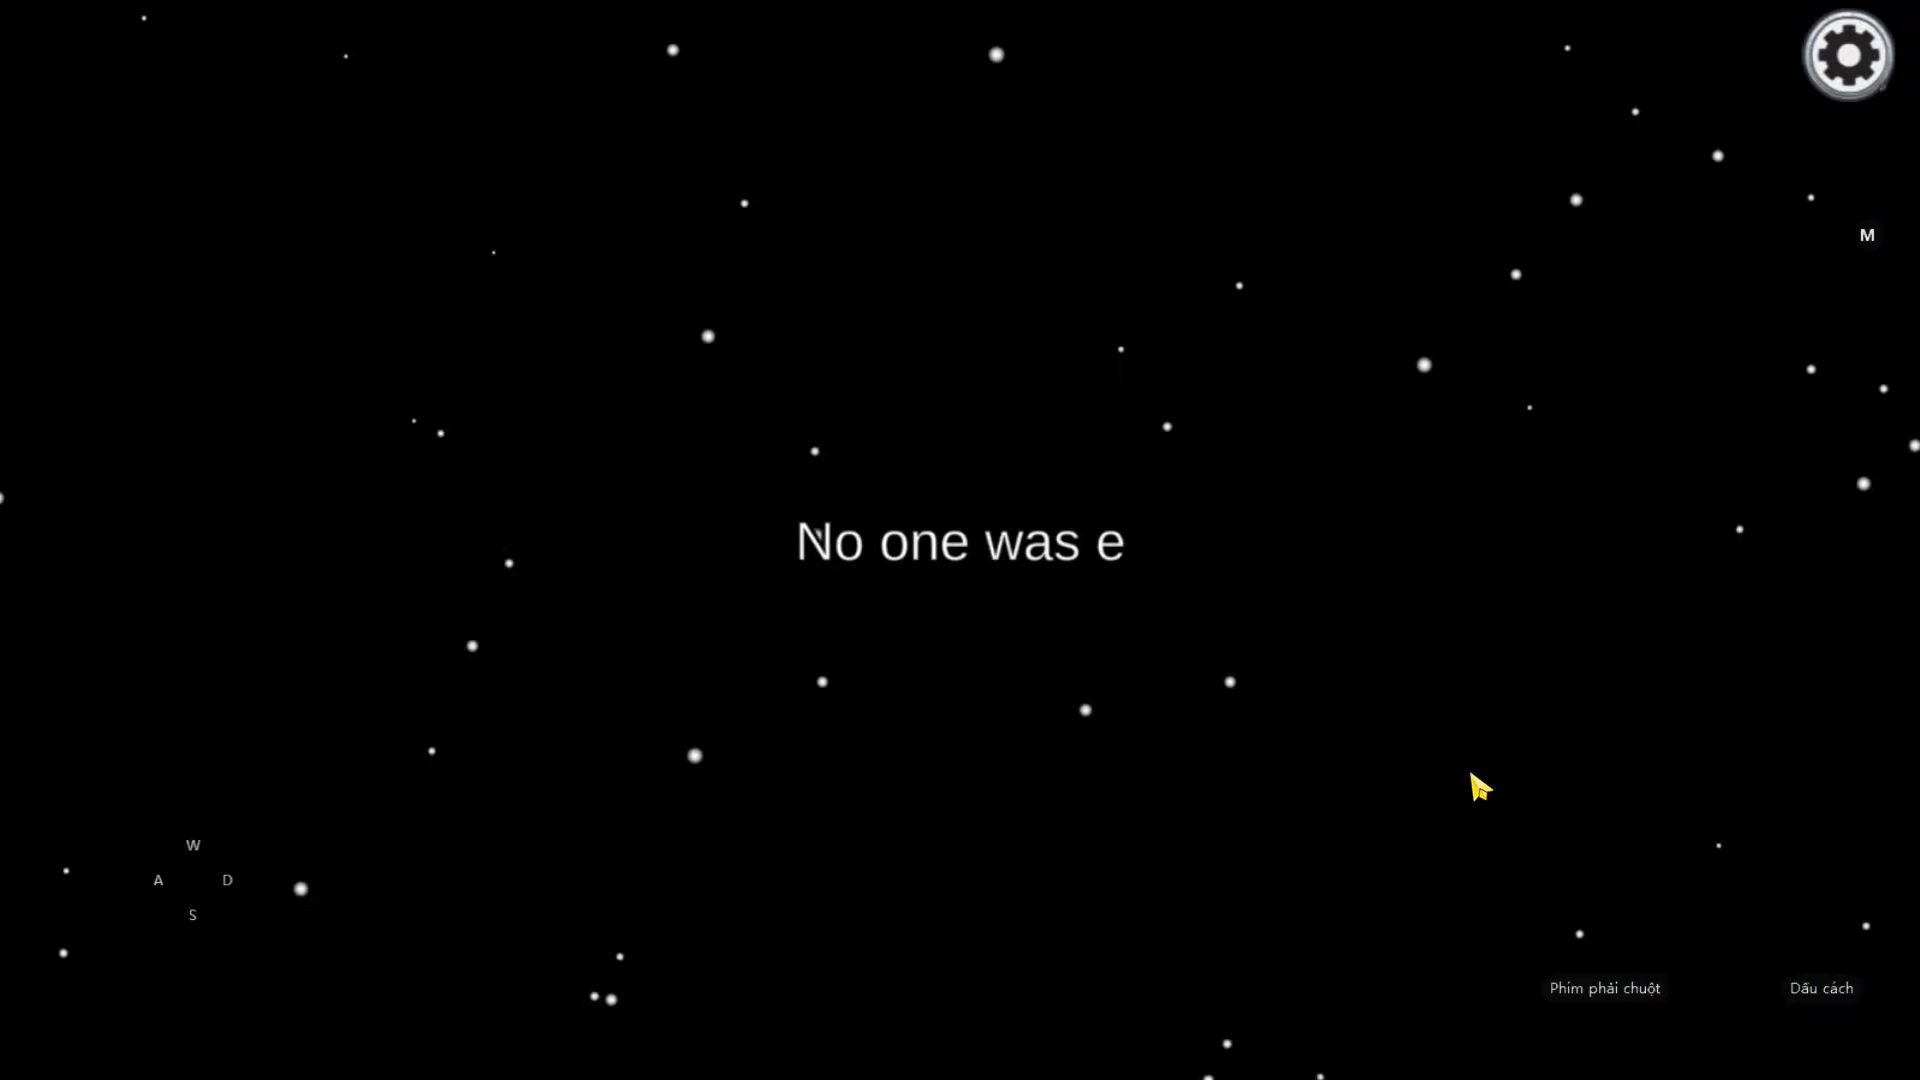 M
No one was e
W
A D
S
Phím phải chuột Dấu cách